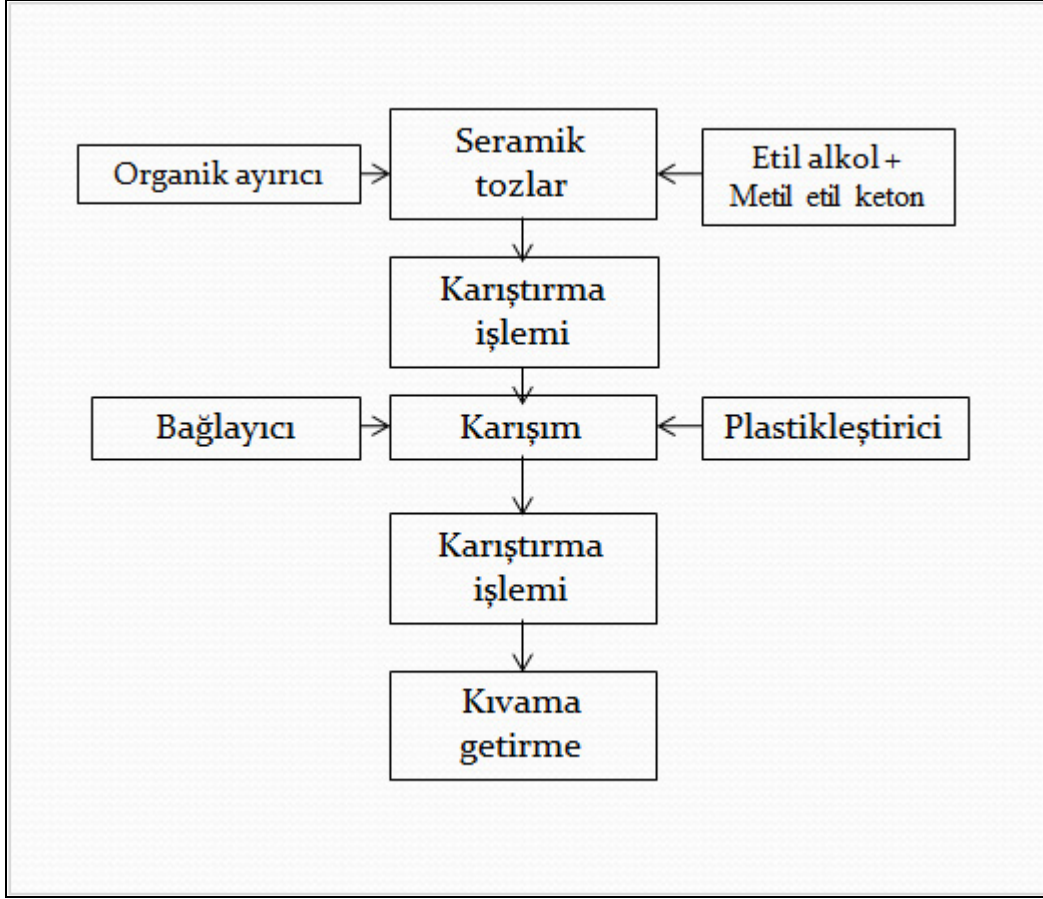 Seramik
tozlar
Organik ayırıcı
Etil alkol +
Metil etil keton
Karıştırma
işlemi
Bağlayıcı
Karışım
Plastikleştirici
Karıştırma
işlemi
Kıvama
getirme